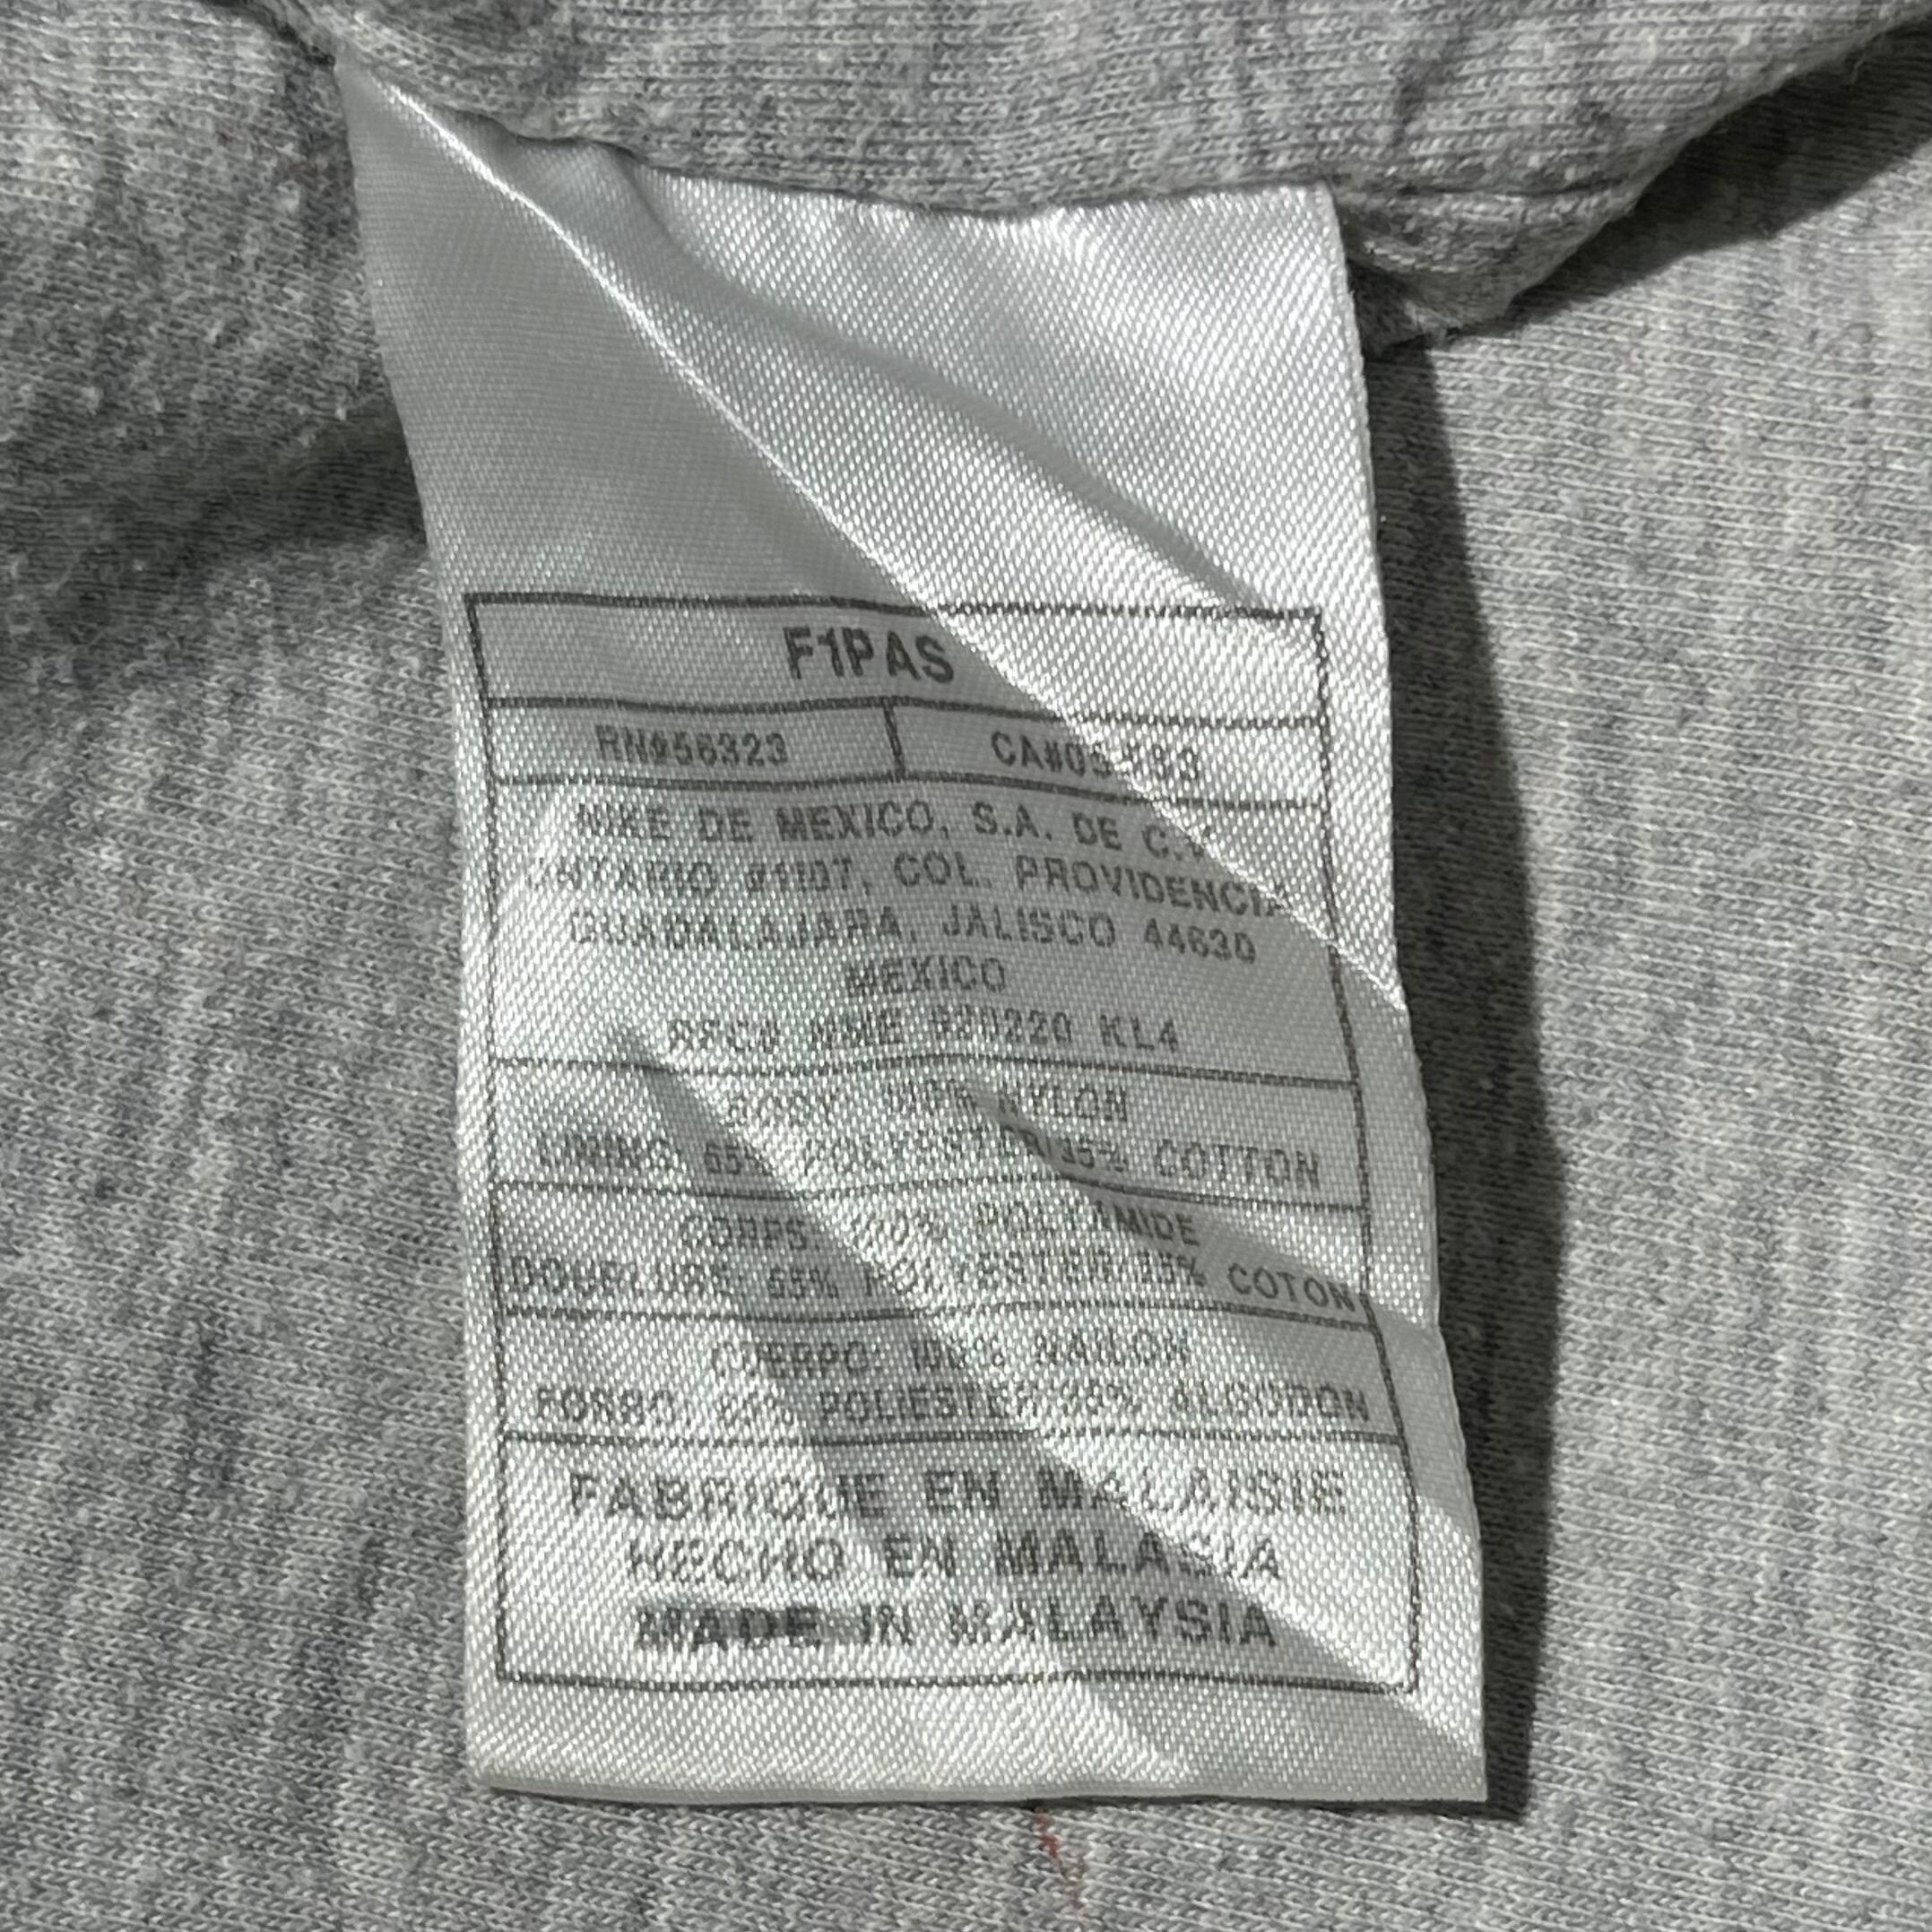 F1PAS
RN#56323 CA#05553
NIKE DE MEXICO, S.A. DE C.V.
ONTARIO #1107, COL. PROVIDENCIA
GUADALAJARA, JALISCO 44630
MEXICO
RFC# NME 920220 KL4
BODY: 100% NYLON
LINING: 65% POLYESTER/35% COTTON
CORPS: 100% POLYAMIDE
DOUBLURE: 65% POLYESTER/35% COTON
CUERPO: 100% NAILON
FORRO: 65% POLIESTER/35% ALGODON
FABRIQUE EN MALAISIE
HECHO EN MALASIA
MADE IN MALAYSIA